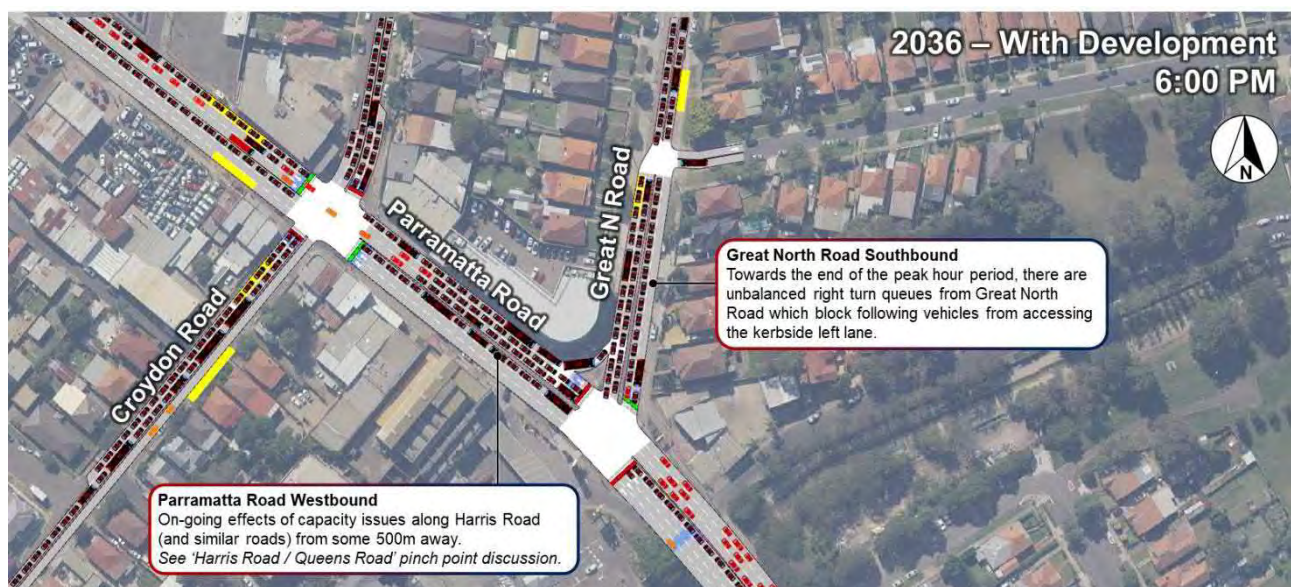 2036 – With Development
6:00 PM
N
Great N Road
Parramatta Road
Croydon Road
Great North Road Southbound
Towards the end of the peak hour period, there are
unbalanced right turn queues from Great North
Road which block following vehicles from accessing
the kerbside left lane.
Parramatta Road Westbound
On-going effects of capacity issues along Harris Road
(and similar roads) from some 500m away.
See ‘Harris Road / Queens Road’ pinch point discussion.